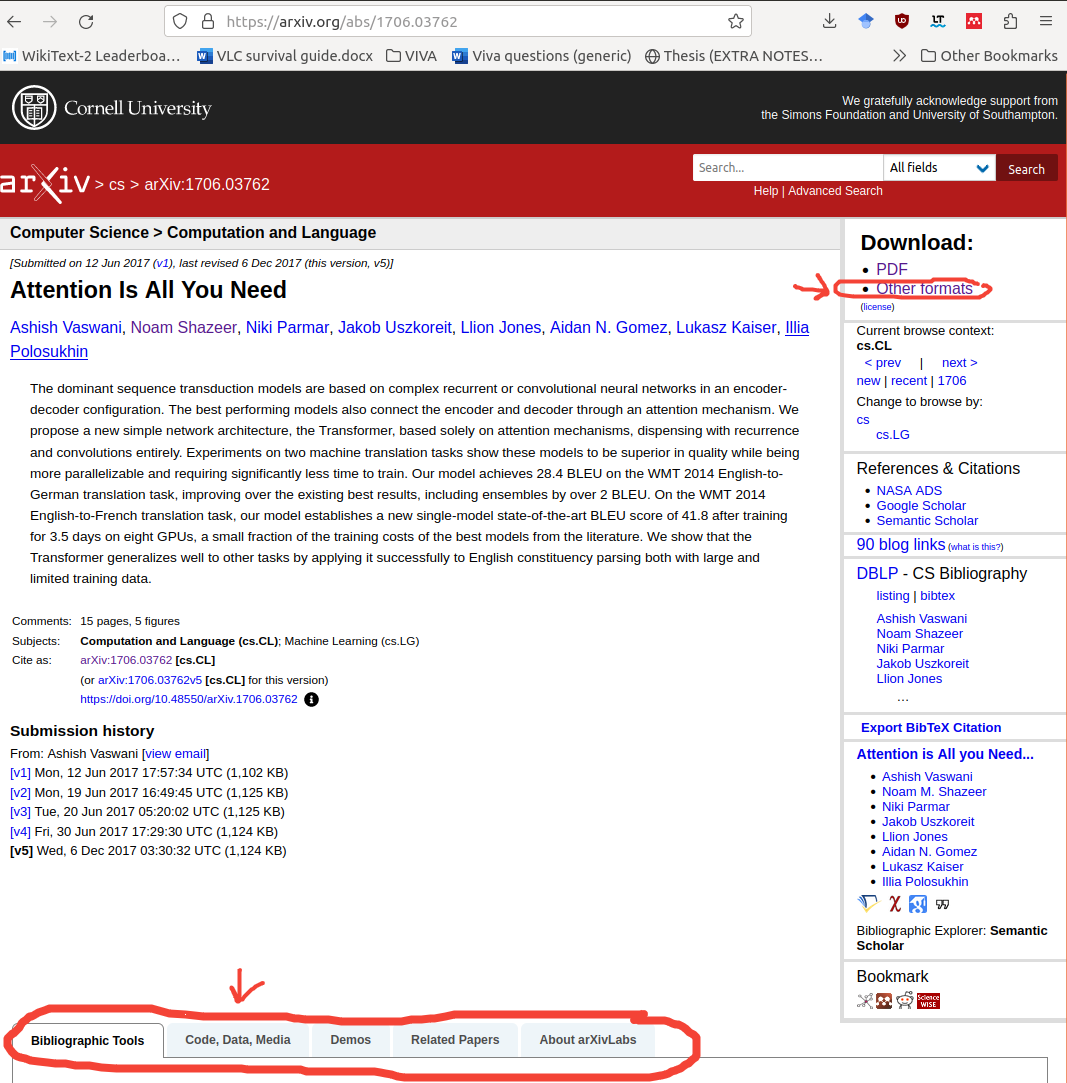 https://arxiv.org/abs/1706.03762
WikiText-2 Leaderboa… VLC survival guide.docx VIVA Viva questions (generic) Thesis (EXTRA NOTES… Other Bookmarks
Cornell University
We gratefully acknowledge support from
the Simons Foundation and University of Southampton.
arXiv > cs > arXiv:1706.03762
Search... All fields Search
Help | Advanced Search
Computer Science > Computation and Language
[Submitted on 12 Jun 2017 (v1), last revised 6 Dec 2017 (this version, v5)]
Attention Is All You Need
Ashish Vaswani, Noam Shazeer, Niki Parmar, Jakob Uszkoreit, Llion Jones, Aidan N. Gomez, Lukasz Kaiser, Illia
Polosukhin
The dominant sequence transduction models are based on complex recurrent or convolutional neural networks in an encoder-
decoder configuration. The best performing models also connect the encoder and decoder through an attention mechanism. We
propose a new simple network architecture, the Transformer, based solely on attention mechanisms, dispensing with recurrence
and convolutions entirely. Experiments on two machine translation tasks show these models to be superior in quality while being
more parallelizable and requiring significantly less time to train. Our model achieves 28.4 BLEU on the WMT 2014 English-to-
German translation task, improving over the existing best results, including ensembles by over 2 BLEU. On the WMT 2014
English-to-French translation task, our model establishes a new single-model state-of-the-art BLEU score of 41.8 after training
for 3.5 days on eight GPUs, a small fraction of the training costs of the best models from the literature. We show that the
Transformer generalizes well to other tasks by applying it successfully to English constituency parsing both with large and
limited training data.
Comments: 15 pages, 5 figures
Subjects: Computation and Language (cs.CL); Machine Learning (cs.LG)
Cite as: arXiv:1706.03762 [cs.CL]
(or arXiv:1706.03762v5 [cs.CL] for this version)
https://doi.org/10.48550/arXiv.1706.03762
Submission history
From: Ashish Vaswani [view email]
[v1] Mon, 12 Jun 2017 17:57:34 UTC (1,102 KB)
[v2] Mon, 19 Jun 2017 16:49:45 UTC (1,125 KB)
[v3] Tue, 20 Jun 2017 05:20:02 UTC (1,125 KB)
[v4] Fri, 30 Jun 2017 17:29:30 UTC (1,124 KB)
[v5] Wed, 6 Dec 2017 03:30:32 UTC (1,124 KB)
Download:
PDF
Other formats
(license)
Current browse context:
cs.CL
< prev | next >
new | recent | 1706
Change to browse by:
cs
cs.LG
References & Citations
NASA ADS
Google Scholar
Semantic Scholar
90 blog links (what is this?)
DBLP - CS Bibliography
listing | bibtex
Ashish Vaswani
Noam Shazeer
Niki Parmar
Jakob Uszkoreit
Llion Jones
…
Export BibTeX Citation
Attention is All you Need...
Ashish Vaswani
Noam M. Shazeer
Niki Parmar
Jakob Uszkoreit
Llion Jones
Aidan N. Gomez
Lukasz Kaiser
Illia Polosukhin
Bibliographic Explorer: Semantic
Scholar
Bookmark
Science
WISE
Bibliographic Tools Code, Data, Media Demos Related Papers About arXivLabs